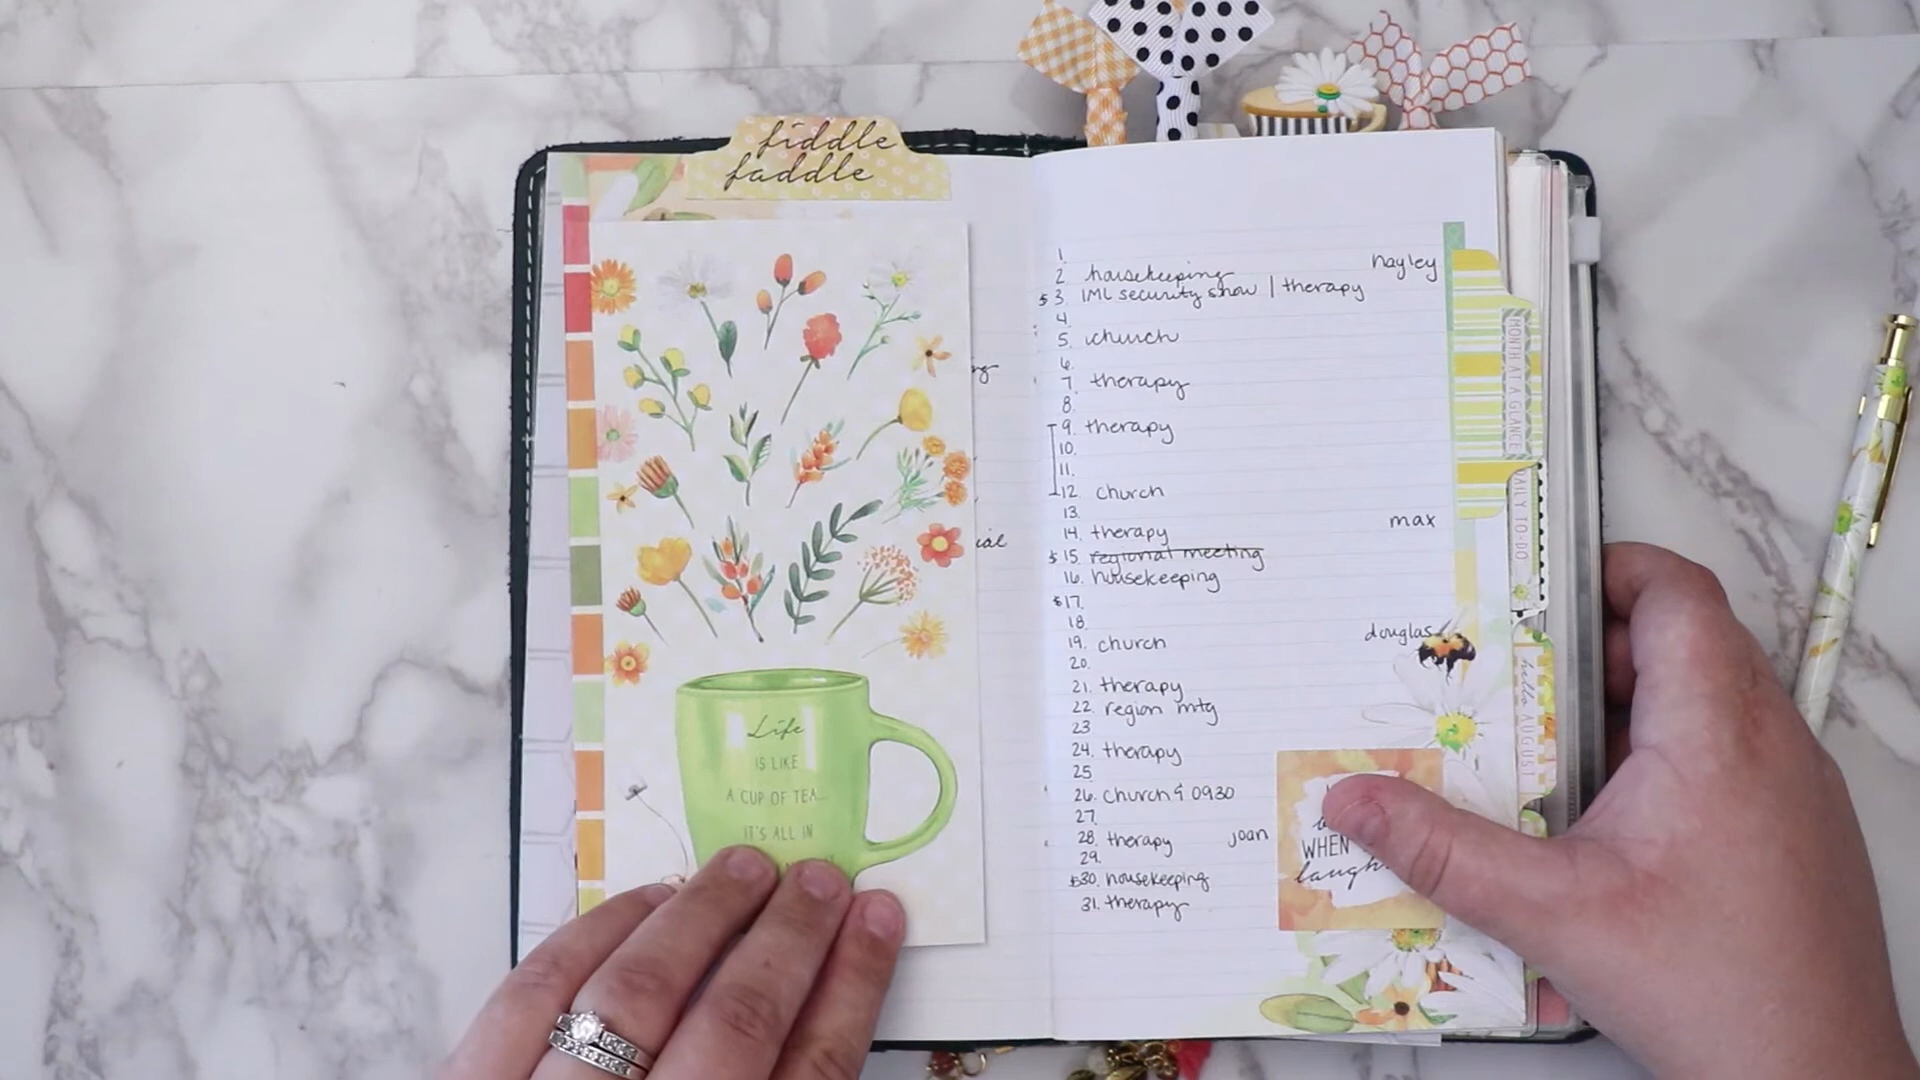 fiddle
faddle
Life
IS LIKE
A CUP OF TEA...
IT'S ALL IN
1.
2. housekeeping hayley
$ 3. IML security show | therapy
4.
5. church
6.
7. therapy
8.
9. therapy
10.
11.
12. church
13.
14. therapy max
$ 15. regional meeting
16. housekeeping
$17.
18.
19. church douglas
20.
21. therapy
22. region mtg
23
24. therapy
25.
26. church 9 0930
27.
28. therapy joan
29.
$30. housekeeping
31. therapy
WHEN
laugh
MONTH AT A GLANCE
DAILY TO-DO
hello AUGUST